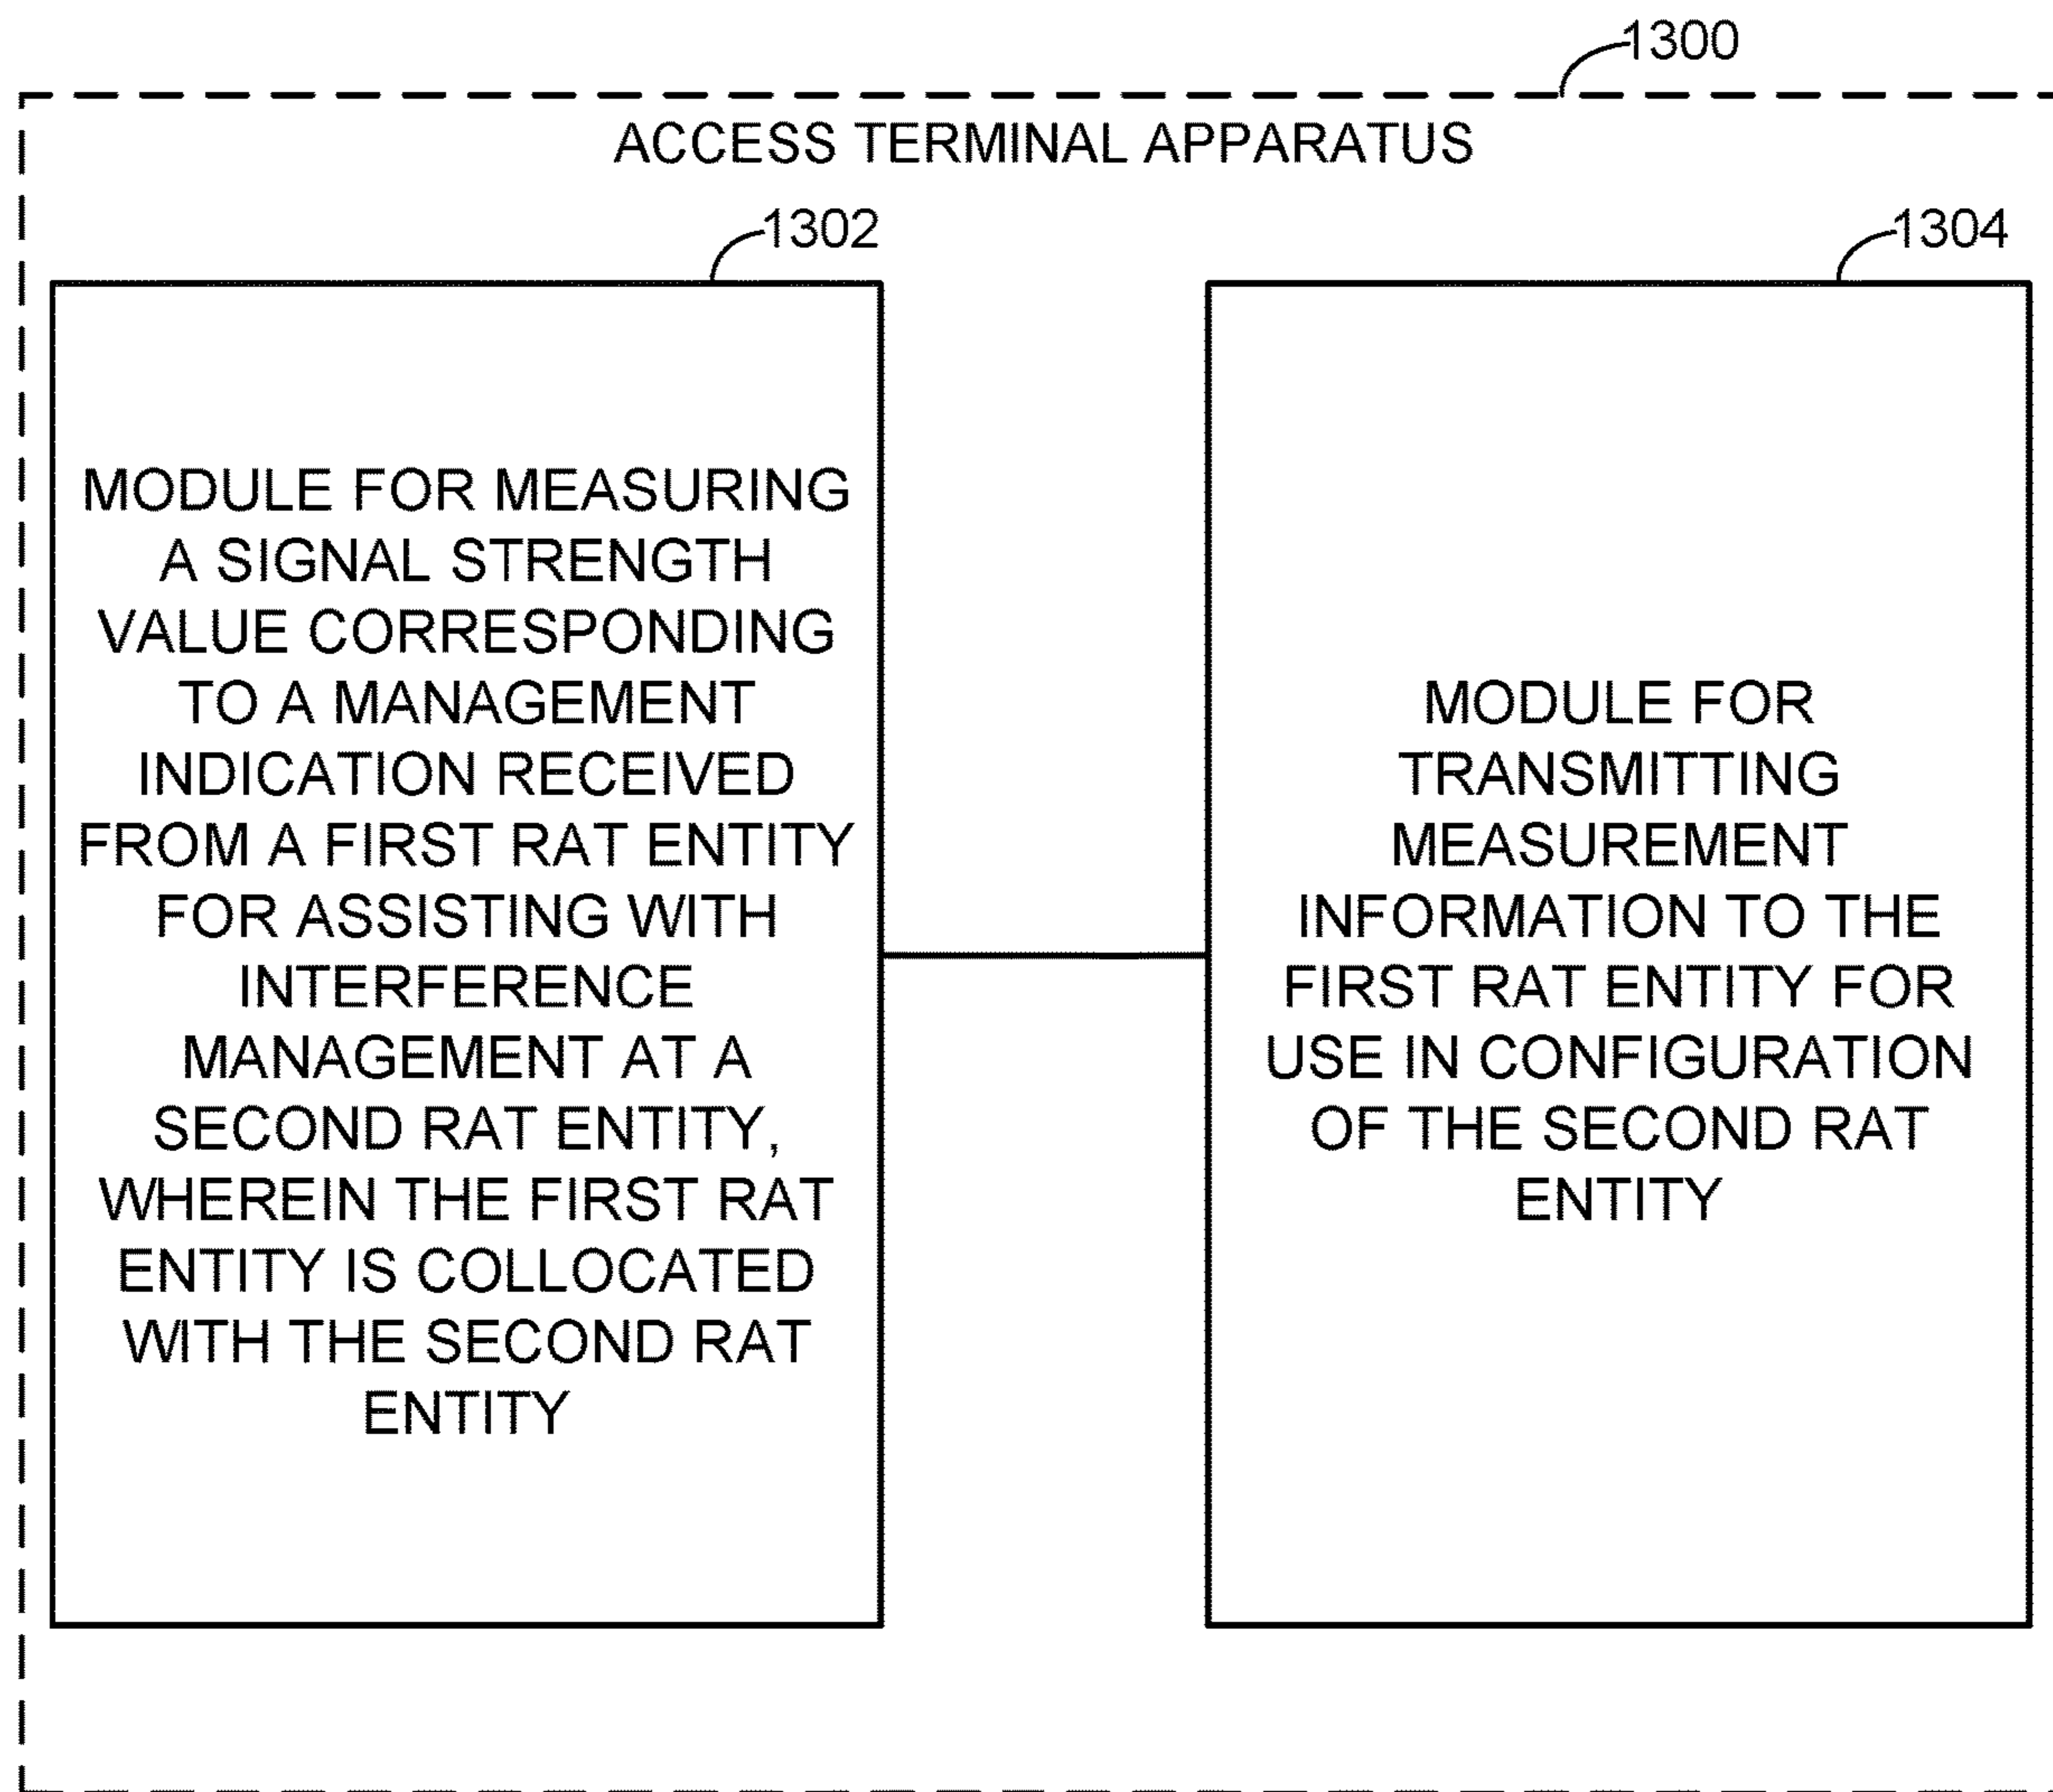 1300
ACCESS TERMINAL APPARATUS
1302
MODULE FOR MEASURING
A SIGNAL STRENGTH
VALUE CORRESPONDING
TO A MANAGEMENT
INDICATION RECEIVED
FROM A FIRST RAT ENTITY
FOR ASSISTING WITH
INTERFERENCE
MANAGEMENT AT A
SECOND RAT ENTITY,
WHEREIN THE FIRST RAT
ENTITY IS COLLOCATED
WITH THE SECOND RAT
ENTITY
1304
MODULE FOR
TRANSMITTING
MEASUREMENT
INFORMATION TO THE
FIRST RAT ENTITY FOR
USE IN CONFIGURATION
OF THE SECOND RAT
ENTITY